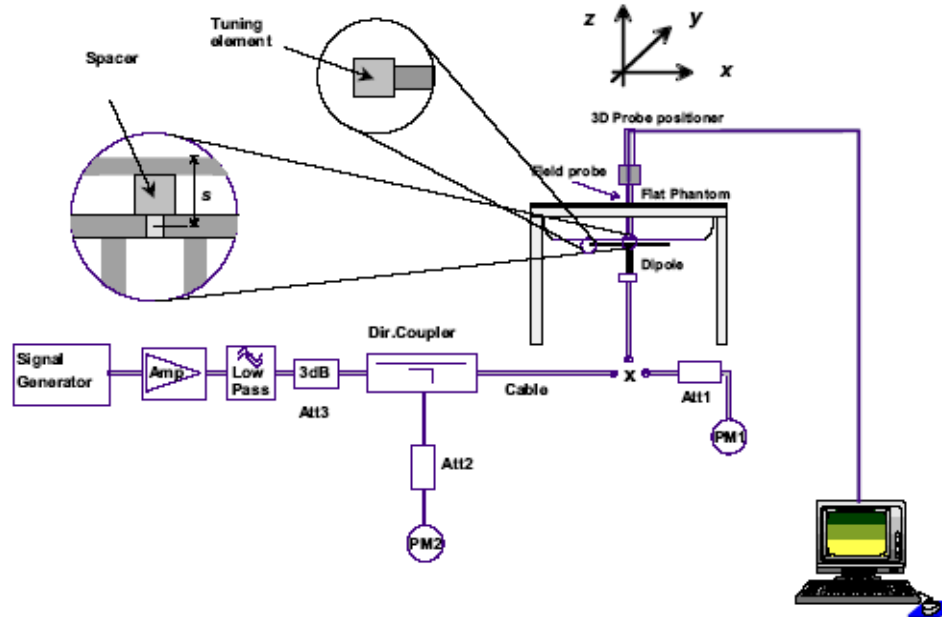 Tuning
element
Spacer
s
z
y
x
3D Probe positioner
Field probe
Flat Phantom
Dipole
Signal
Generator
Amp
Low
Pass
3dB
Att3
Dir.Coupler
Cable
x
Att1
PM1
Att2
PM2